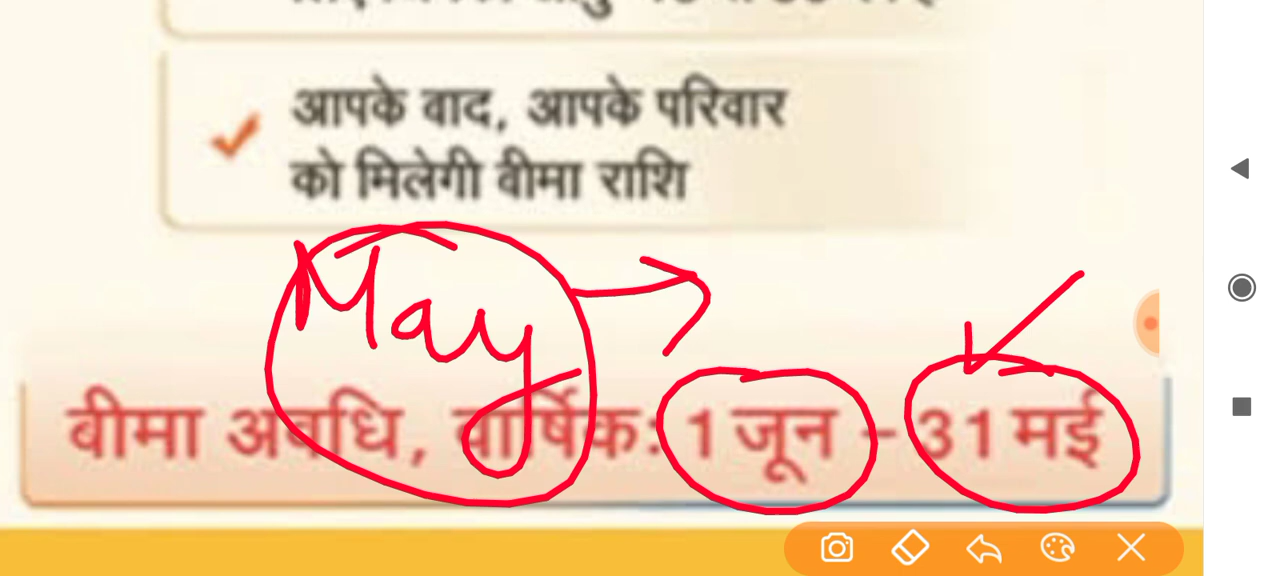 आपके वाद, आपके परिवार
को मिलेगी वीमा राशि
May
बीमा अवधि, वार्षिक: 1 जून - 31 मई